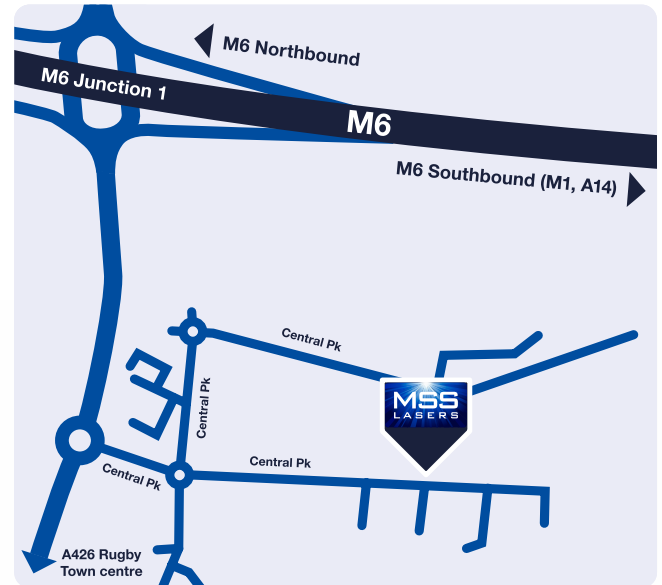 M6 Northbound
M6 Junction 1
M6
M6 Southbound (M1, A14)
Central Pk
Central Pk
MSS
LASERS
Central Pk
Central Pk
A426 Rugby
Town centre